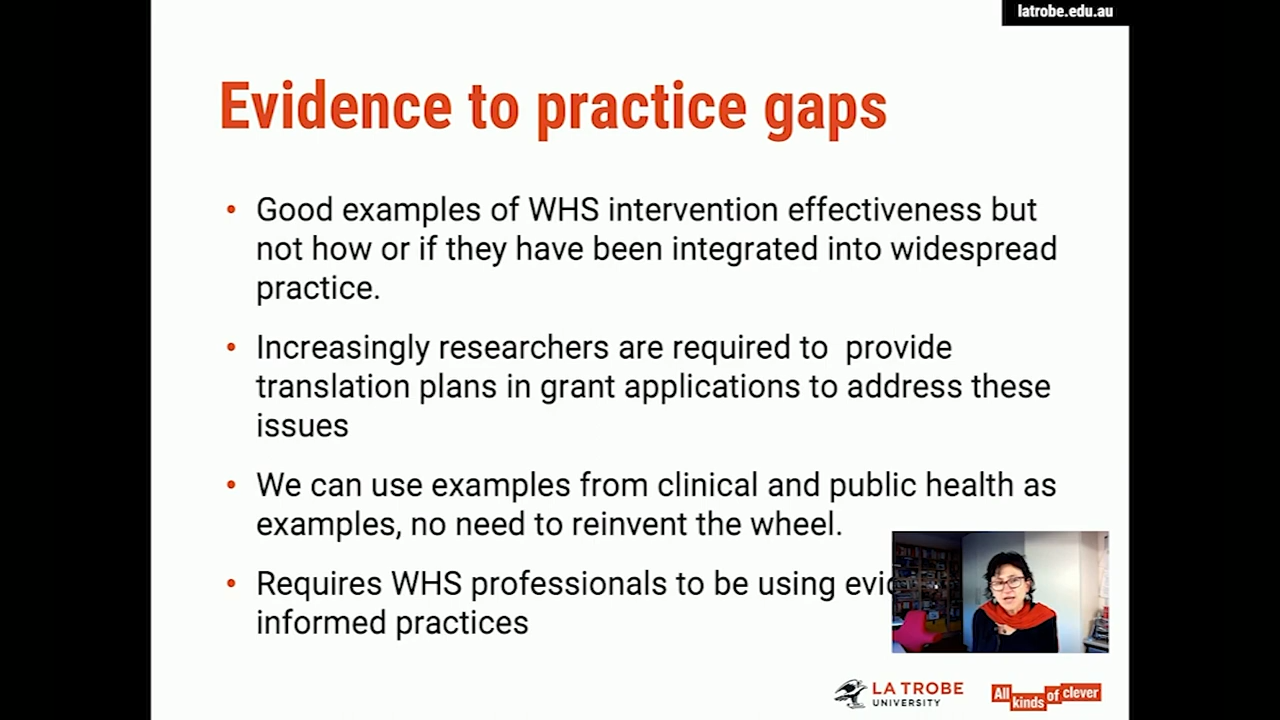 latrobe.edu.au
Evidence to practice gaps
• Good examples of WHS intervention effectiveness but
not how or if they have been integrated into widespread
practice.
• Increasingly researchers are required to  provide
translation plans in grant applications to address these
issues
• We can use examples from clinical and public health as
examples, no need to reinvent the wheel.
• Requires WHS professionals to be using
informed practices
LA TROBE
UNIVERSITY
All kinds of clever